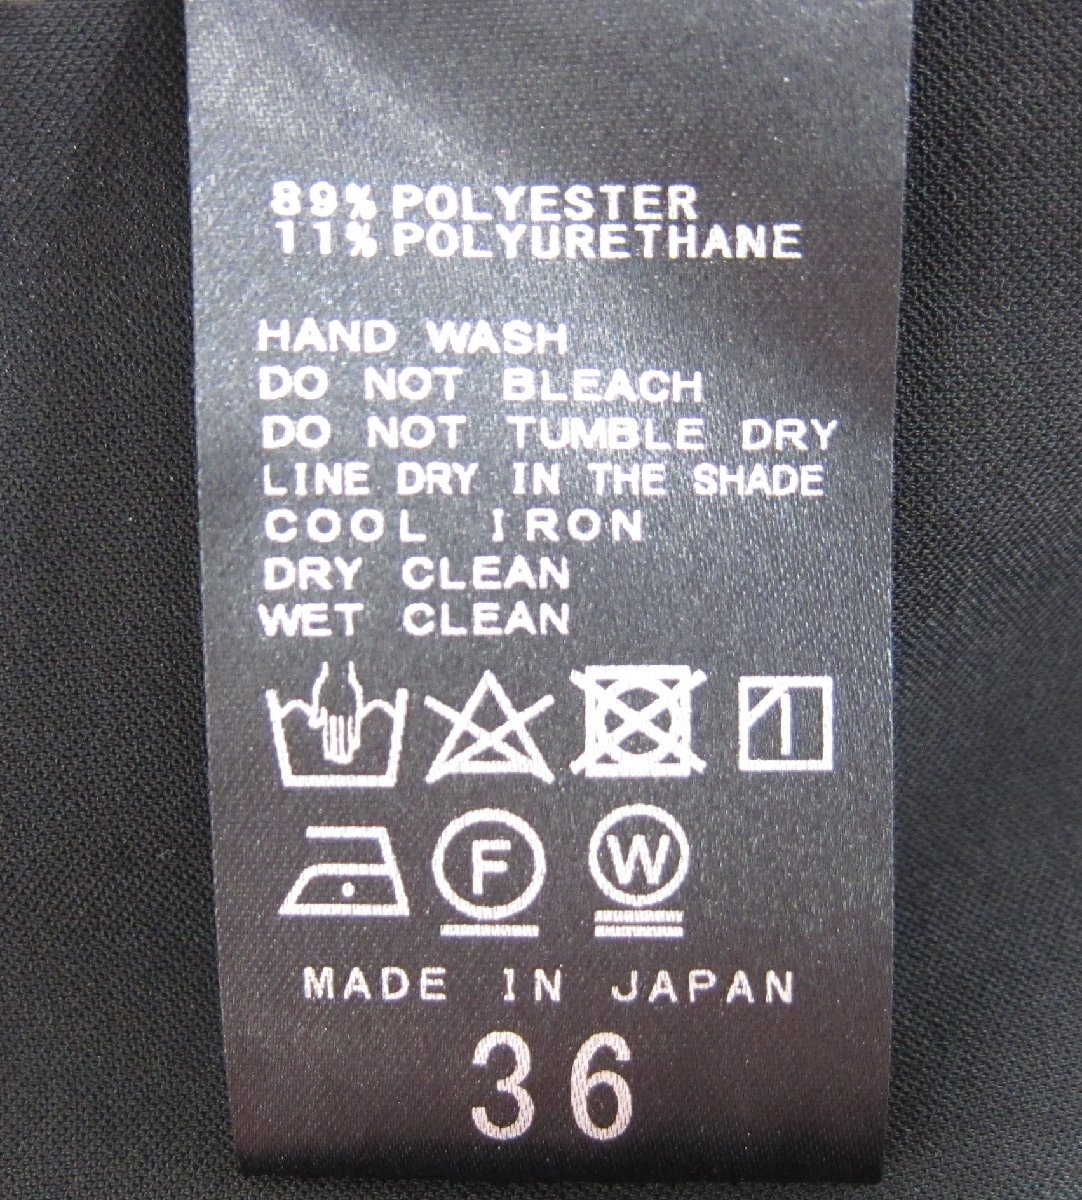 89% POLYESTER
11% POLYURETHANE
HAND WASH
DO NOT BLEACH
DO NOT TUMBLE DRY
LINE DRY IN THE SHADE
COOL IRON
DRY CLEAN
WET CLEAN
F W
MADE IN JAPAN
36